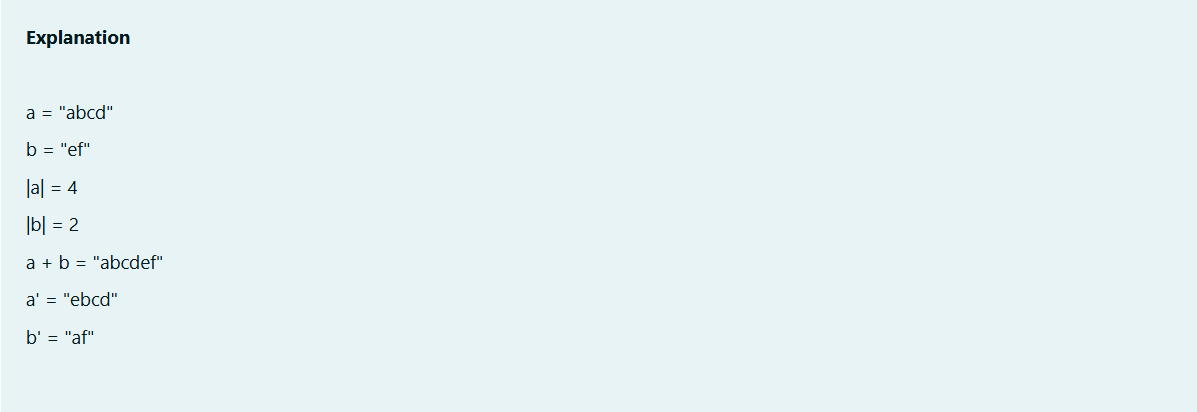 Explanation
a = "abcd"
b = "ef"
|a| = 4
|b| = 2
a + b = "abcdef"
a' = "ebcd"
b' = "af"